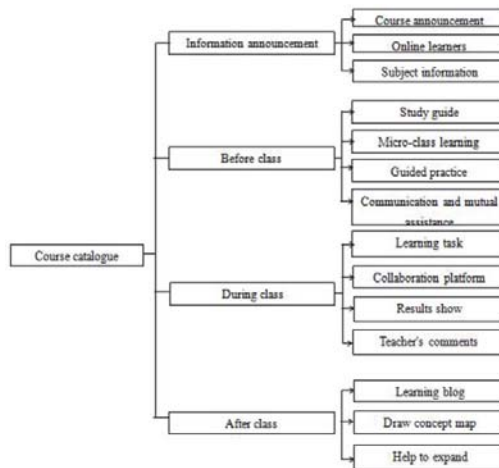 Course catalogue
Information announcement
Course announcement
Online learners
Subject information
Before class
Study guide
Micro-class learning
Guided practice
Communication and mutual
assistance
During class
Learning task
Collaboration platform
Results show
Teacher's comments
After class
Learning blog
Draw concept map
Help to expand